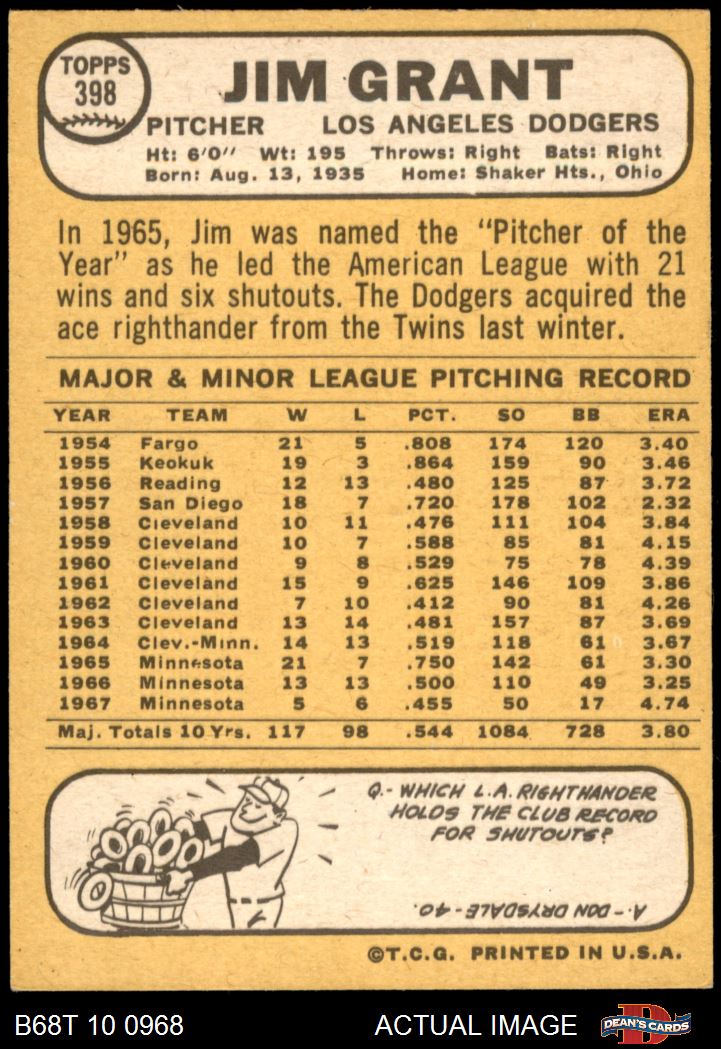 TOPPS
398
JIM GRANT
PITCHER LOS ANGELES DODGERS
Ht: 6'0" Wt: 195 Throws: Right Bats: Right
Born: Aug. 13, 1935 Home: Shaker Hts., Ohio
In 1965, Jim was named the "Pitcher of the
Year" as he led the American League with 21
wins and six shutouts. The Dodgers acquired the
ace righthander from the Twins last winter.
MAJOR & MINOR LEAGUE PITCHING RECORD
YEAR TEAM W L PCT. SO BB ERA
1954 Fargo 21 5 .808 174 120 3.40
1955 Keokuk 19 3 .864 159 90 3.46
1956 Reading 12 13 .480 125 87 3.72
1957 San Diego 18 7 .720 178 102 2.32
1958 Cleveland 10 11 .476 111 104 3.84
1959 Cleveland 10 7 .588 85 81 4.15
1960 Cleveland 9 8 .529 75 78 4.39
1961 Cleveland 15 9 .625 146 109 3.86
1962 Cleveland 7 10 .412 90 81 4.26
1963 Cleveland 13 14 .481 157 87 3.69
1964 Clev.-Minn. 14 13 .519 118 61 3.67
1965 Minnesota 21 7 .750 142 61 3.30
1966 Minnesota 13 13 .500 110 49 3.25
1967 Minnesota 5 6 .455 50 17 4.74
Maj. Totals 10 Yrs. 117 98 .544 1084 728 3.80
Q.- WHICH L.A. RIGHTHANDER
HOLDS THE CLUB RECORD
FOR SHUTOUTS?
A.- DON DRYSDALE - 40.
©T.C.G. PRINTED IN U.S.A.
B68T 10 0968 ACTUAL IMAGE
D
DEAN'S CARDS